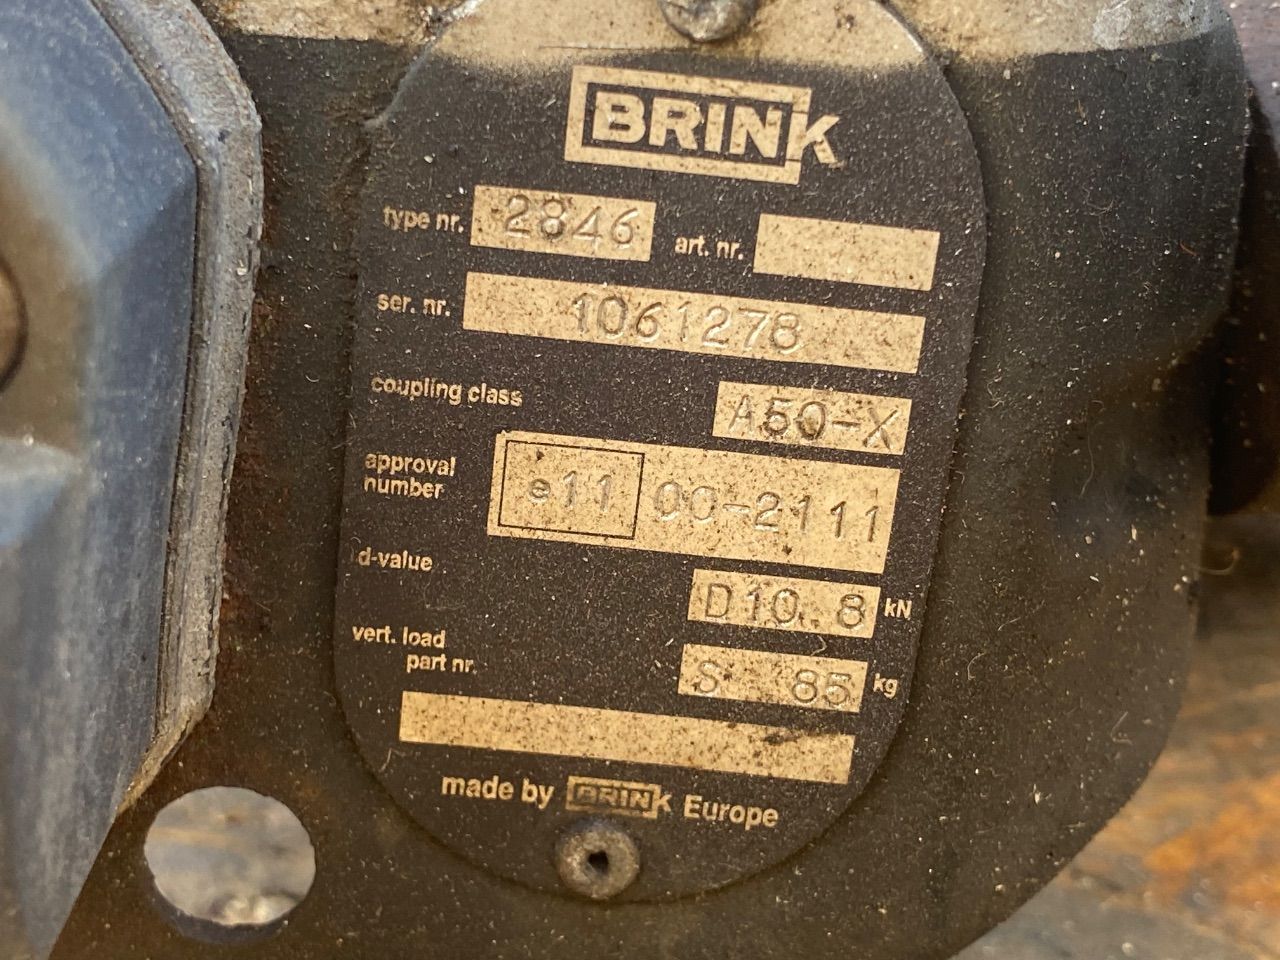 BRINK
type nr. 2846 art. nr.
ser. nr. 1061278
coupling class A50-X
approval number e11 00-2111
d-value D10.8 kN
vert. load S 85 kg
part nr.
made by BRINK Europe